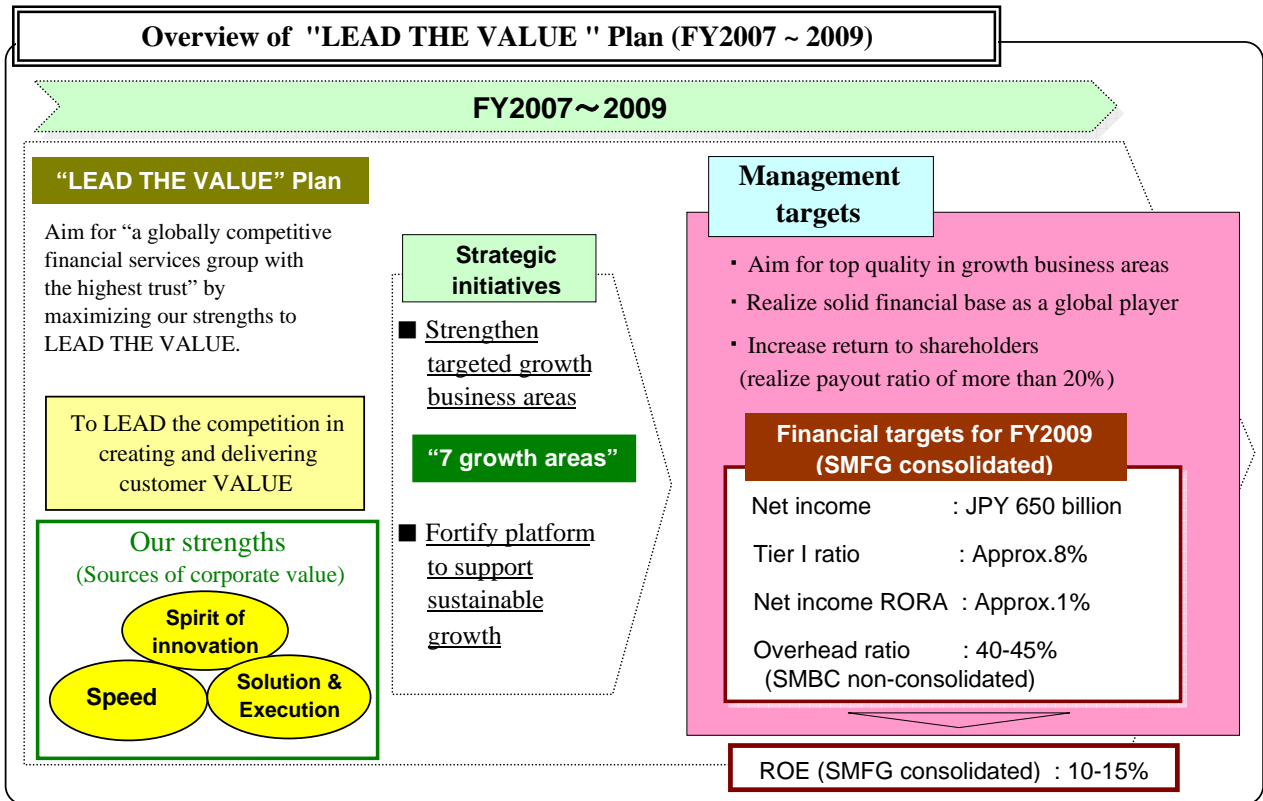 Overview of "LEAD THE VALUE " Plan (FY2007 ~ 2009)
FY2007～2009
“LEAD THE VALUE” Plan
Aim for “a globally competitive
financial services group with
the highest trust” by
maximizing our strengths to
LEAD THE VALUE.
To LEAD the competition in
creating and delivering
customer VALUE
Our strengths
(Sources of corporate value)
Spirit of
innovation
Speed
Solution &
Execution
Strategic
initiatives
■ Strengthen
targeted growth
business areas
“7 growth areas”
■ Fortify platform
to support
sustainable
growth
Management
targets
・Aim for top quality in growth business areas
・Realize solid financial base as a global player
・Increase return to shareholders
(realize payout ratio of more than 20%)
Financial targets for FY2009
(SMFG consolidated)
Net income : JPY 650 billion
Tier I ratio : Approx.8%
Net income RORA : Approx.1%
Overhead ratio : 40-45%
(SMBC non-consolidated)
ROE (SMFG consolidated) : 10-15%